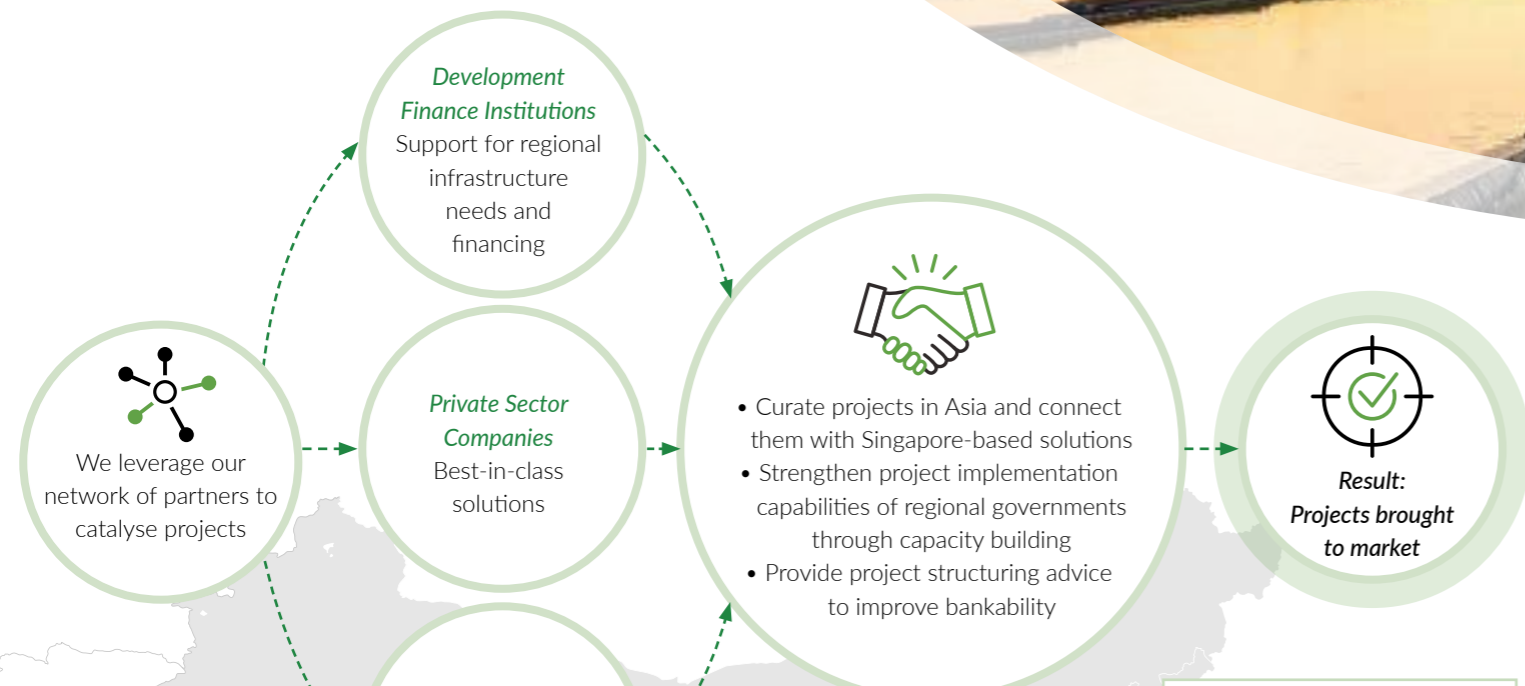 Development
Finance Institutions
Support for regional
infrastructure
needs and
financing
We leverage our
network of partners to
catalyse projects
Private Sector
Companies
Best-in-class
solutions
• Curate projects in Asia and connect
them with Singapore-based solutions
• Strengthen project implementation
capabilities of regional governments
through capacity building
• Provide project structuring advice
to improve bankability
Result:
Projects brought
to market